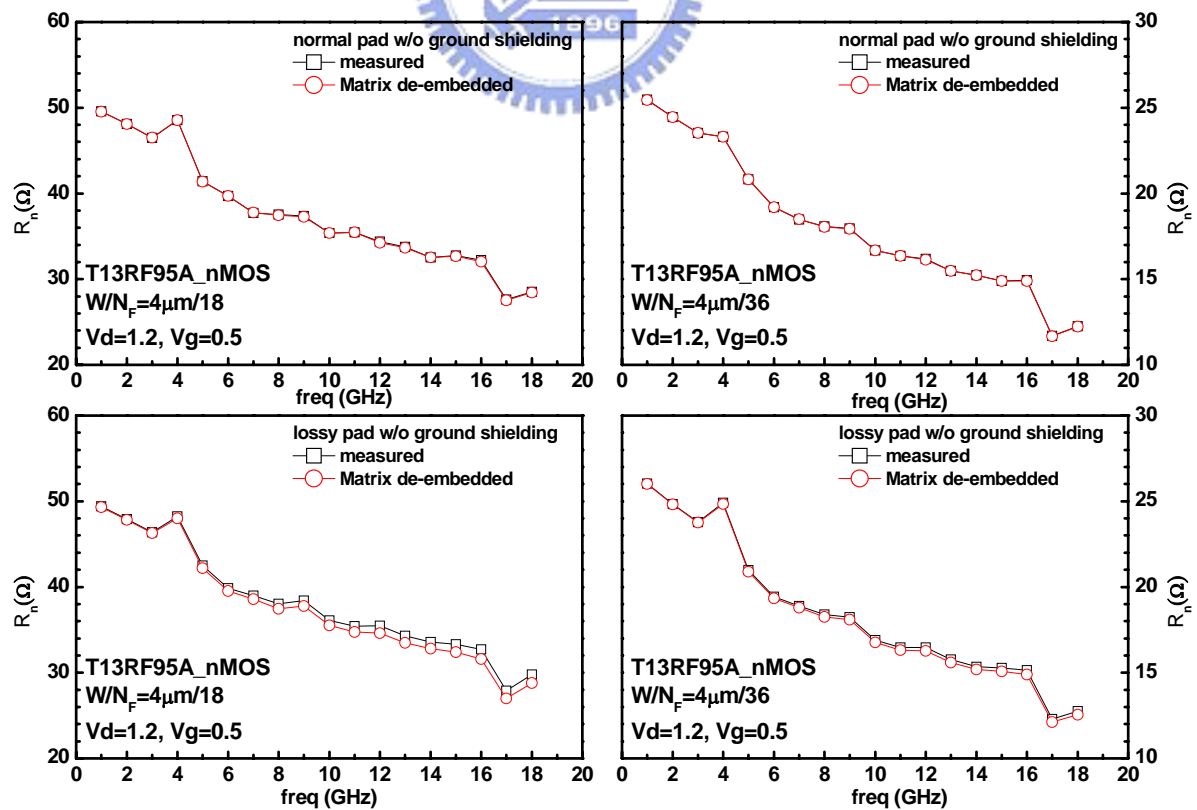 1896
60
50
40
30
20
R_n(Ω)
normal pad w/o ground shielding
measured
Matrix de-embedded
T13RF95A_nMOS
W/N_F=4μm/18
Vd=1.2, Vg=0.5
0 2 4 6 8 10 12 14 16 18 20
freq (GHz)
normal pad w/o ground shielding
measured
Matrix de-embedded
T13RF95A_nMOS
W/N_F=4μm/36
Vd=1.2, Vg=0.5
0 2 4 6 8 10 12 14 16 18 20
freq (GHz)
30
25
20
15
10
R_n(Ω)
60
50
40
30
20
R_n(Ω)
lossy pad w/o ground shielding
measured
Matrix de-embedded
T13RF95A_nMOS
W/N_F=4μm/18
Vd=1.2, Vg=0.5
0 2 4 6 8 10 12 14 16 18 20
freq (GHz)
lossy pad w/o ground shielding
measured
Matrix de-embedded
T13RF95A_nMOS
W/N_F=4μm/36
Vd=1.2, Vg=0.5
0 2 4 6 8 10 12 14 16 18 20
freq (GHz)
30
25
20
15
10
R_n(Ω)